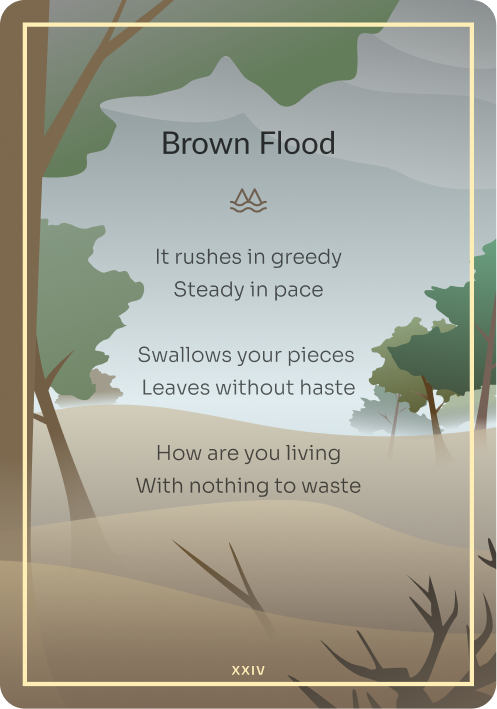 Brown Flood
It rushes in greedy
Steady in pace
Swallows your pieces
Leaves without haste
How are you living
With nothing to waste
XXIV